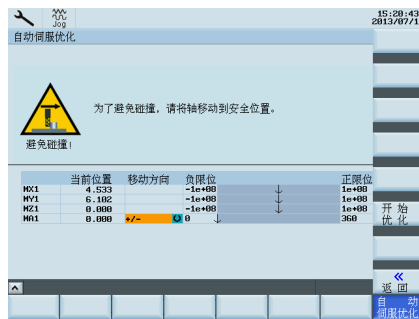 Jog
15:20:43
2013/07/1
自动伺服优化
为了避免碰撞，请将轴移动到安全位置。
避免碰撞!
当前位置 移动方向 负限位 正限位
MX1 4.533 -1e+08 1e+08
MY1 6.102 -1e+08 1e+08
MZ1 0.000 -1e+08 1e+08
MA1 0.000 +/- 0 360
开始
优化
返回
自动
伺服优化